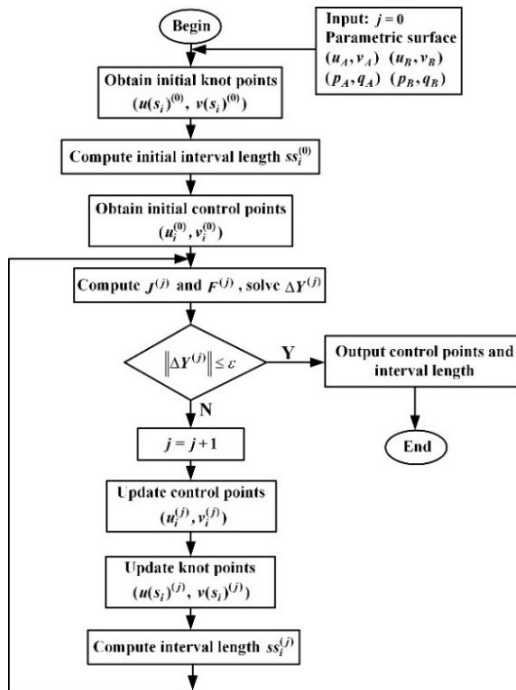 Begin
Input: j = 0
Parametric surface
(u_A, v_A) (u_B, v_B)
(p_A, q_A) (p_B, q_B)
Obtain initial knot points
(u(s_i)^(0), v(s_i)^(0))
Compute initial interval length ss_i^(0)
Obtain initial control points
(u_i^(0), v_i^(0))
Compute J^(j) and F^(j), solve ΔY^(j)
‖ΔY^(j)‖ ≤ ε
Y
Output control points and
interval length
N
End
j = j+1
Update control points
(u_i^(j), v_i^(j))
Update knot points
(u(s_i)^(j), v(s_i)^(j))
Compute interval length ss_i^(j)